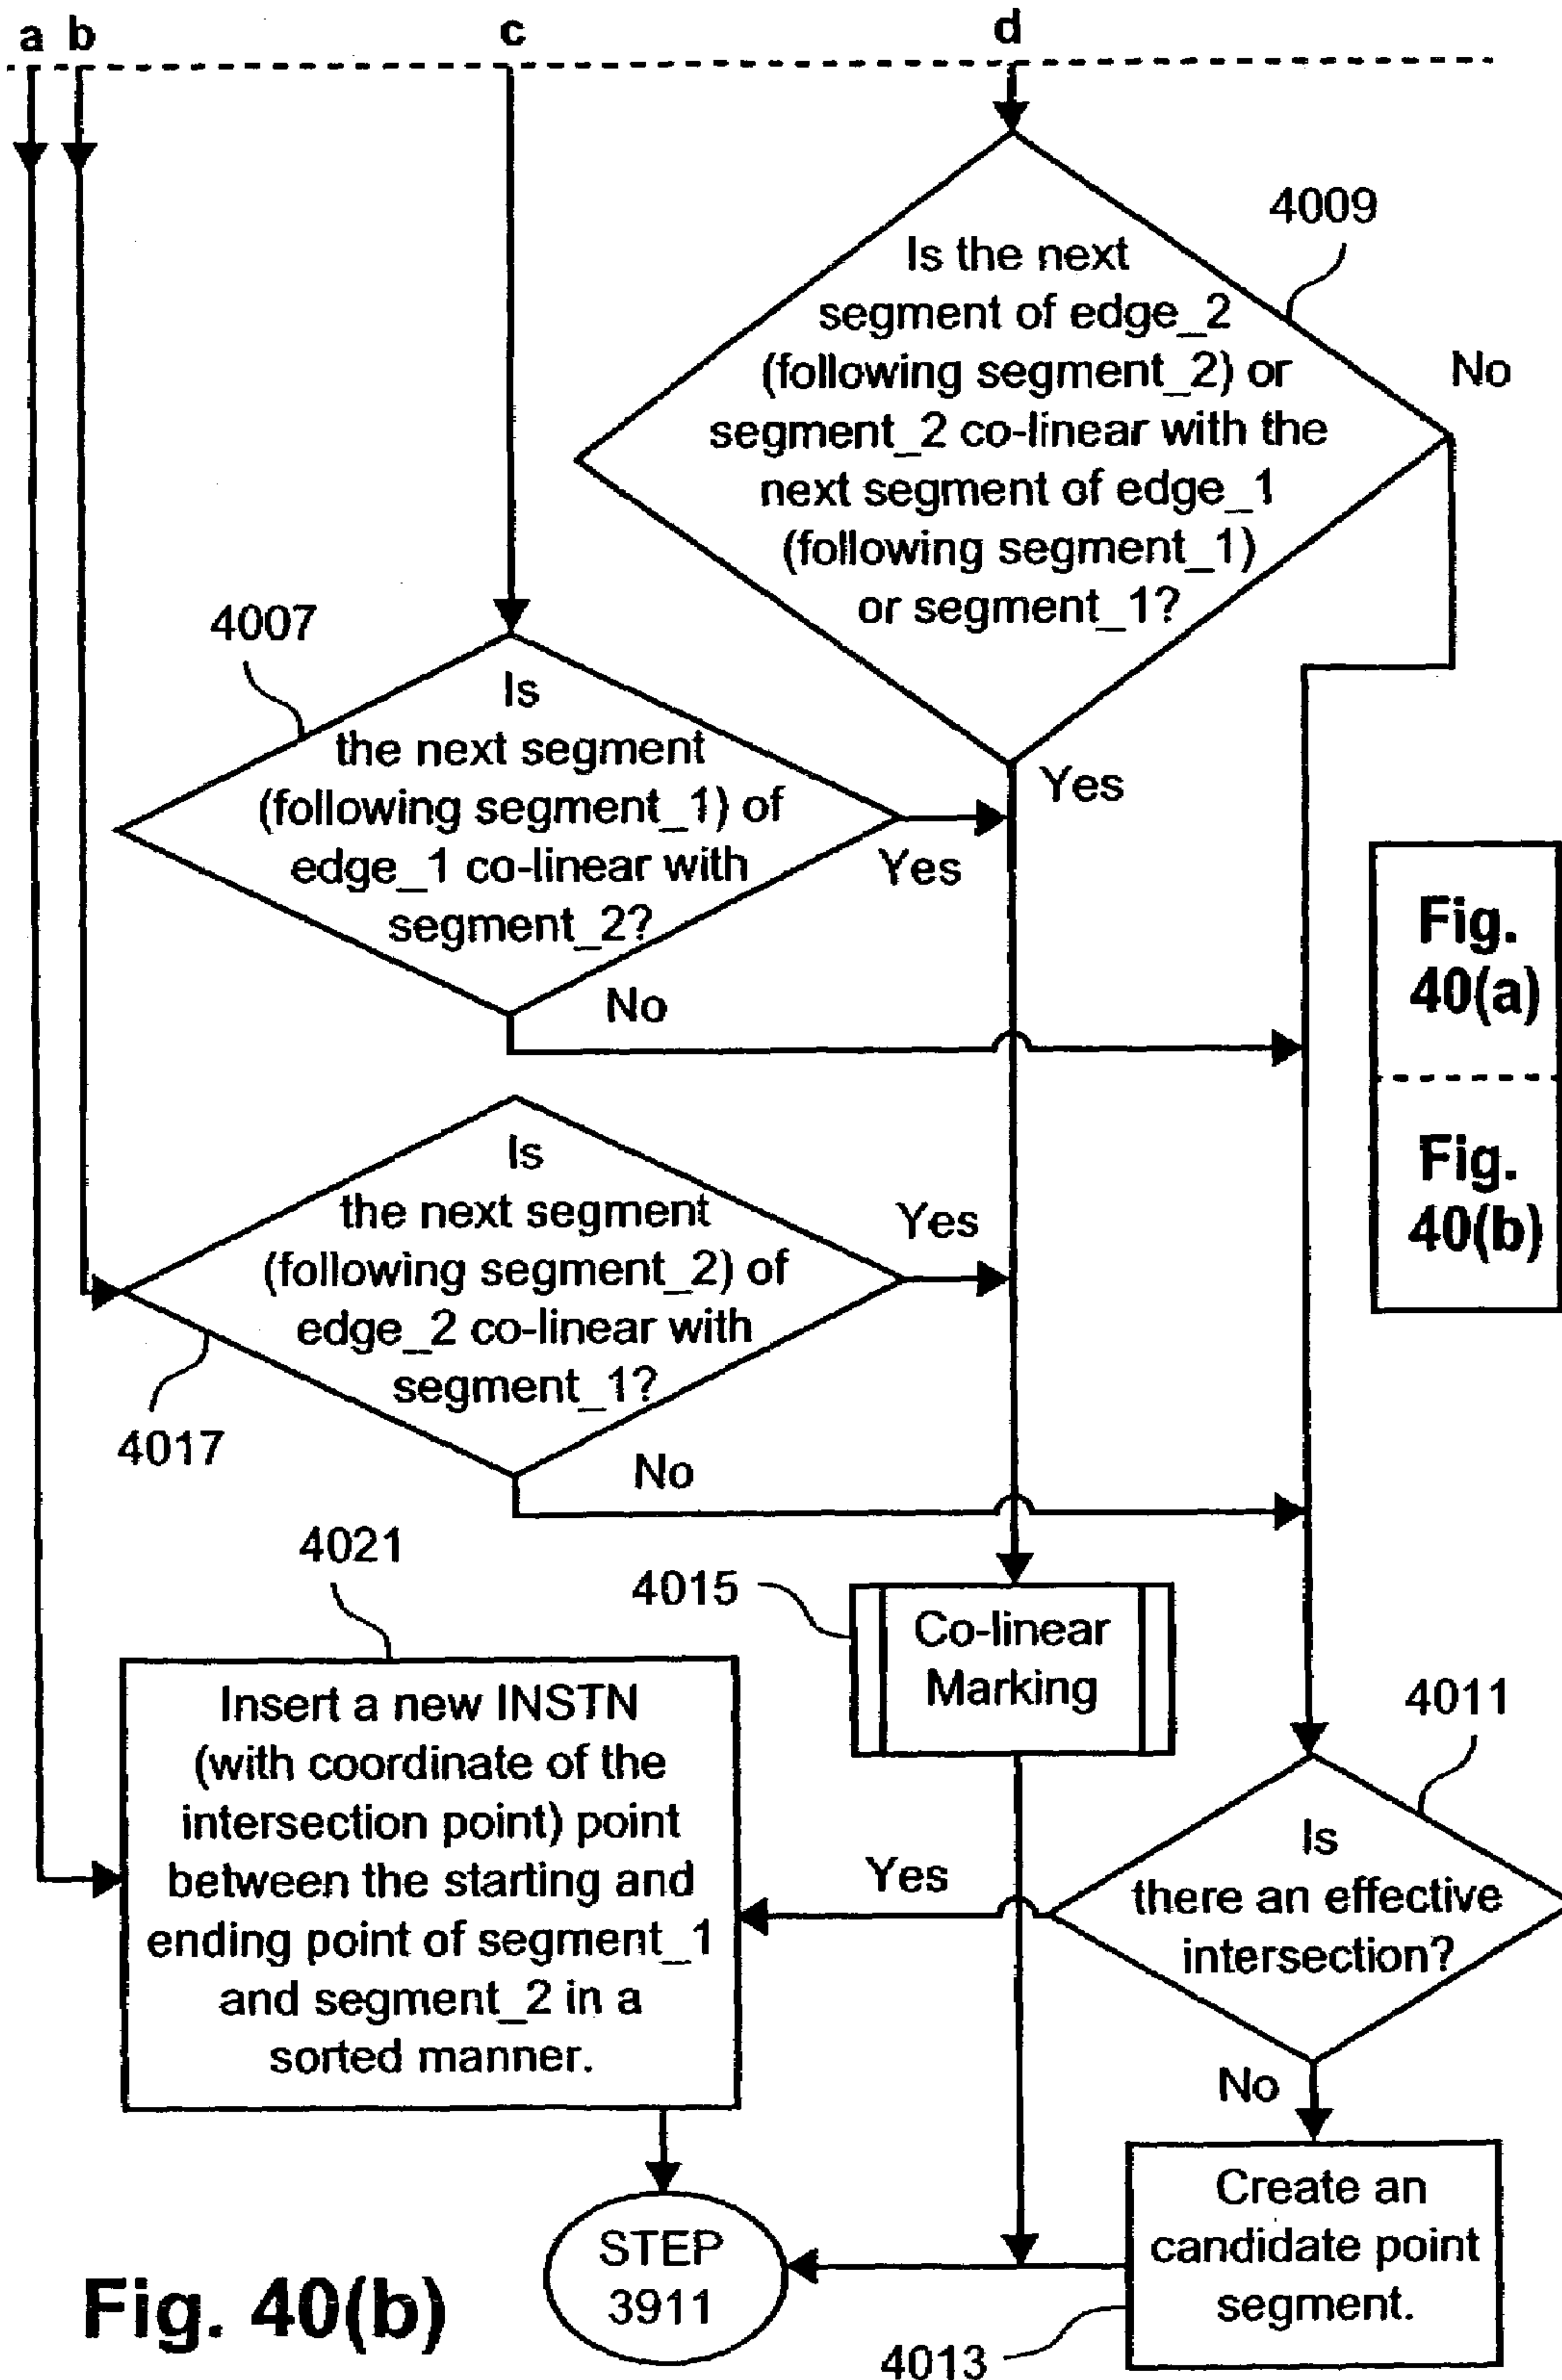 a b c d
4009
Is the next
segment of edge_2
(following segment_2) or
segment_2 co-linear with the
next segment of edge_1
(following segment_1)
or segment_1?
No
Yes
4007
Is
the next segment
(following segment_1) of
edge_1 co-linear with
segment_2?
Yes
No
Fig.
40(a)
Fig.
40(b)
Is
the next segment
(following segment_2) of
edge_2 co-linear with
segment_1?
Yes
4017
No
4021
4015
Co-linear
Marking
Insert a new INSTN
(with coordinate of the
intersection point) point
between the starting and
ending point of segment_1
and segment_2 in a
sorted manner.
4011
Is
there an effective
intersection?
Yes
No
Create an
candidate point
segment.
4013
STEP
3911
Fig. 40(b)